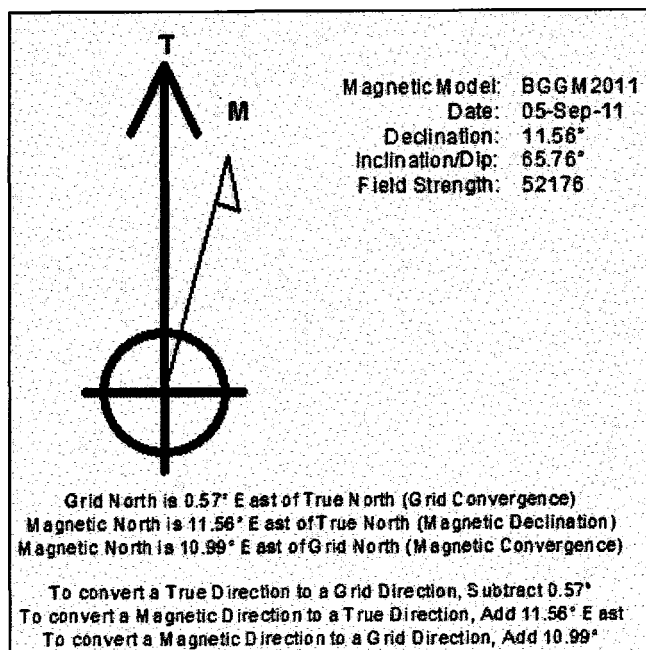 T
M
Magnetic Model: BGGM2011
Date: 05-Sep-11
Declination: 11.56°
Inclination/Dip: 65.76°
Field Strength: 52176
Grid North is 0.57° East of True North (Grid Convergence)
Magnetic North is 11.56° East of True North (Magnetic Declination)
Magnetic North is 10.99° East of Grid North (Magnetic Convergence)
To convert a True Direction to a Grid Direction, Subtract 0.57°
To convert a Magnetic Direction to a True Direction, Add 11.56° East
To convert a Magnetic Direction to a Grid Direction, Add 10.99°